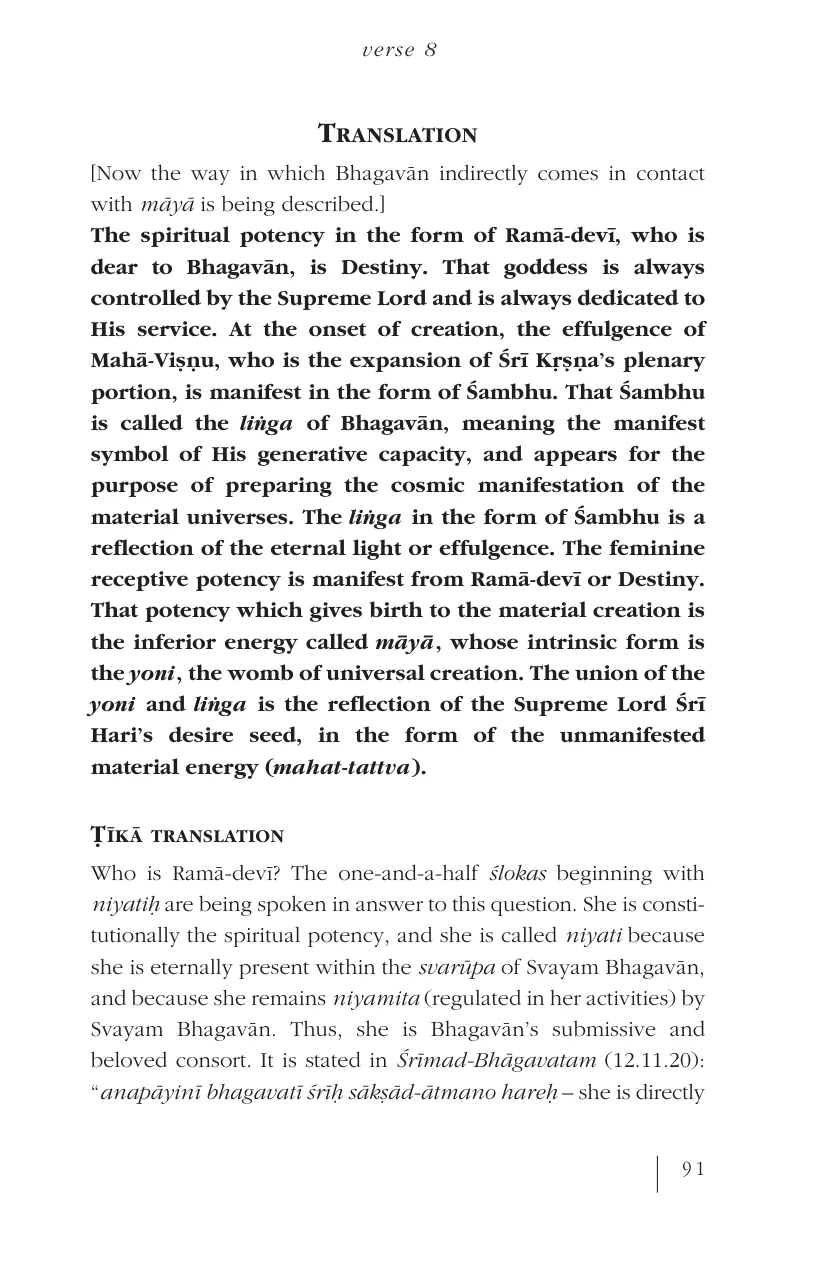 verse 8
Translation
[Now the way in which Bhagavān indirectly comes in contact
with māyā is being described.]
The spiritual potency in the form of Ramā-devī, who is
dear to Bhagavān, is Destiny. That goddess is always
controlled by the Supreme Lord and is always dedicated to
His service. At the onset of creation, the effulgence of
Mahā-Viṣṇu, who is the expansion of Śrī Kṛṣṇa’s plenary
portion, is manifest in the form of Śambhu. That Śambhu
is called the liṅga of Bhagavān, meaning the manifest
symbol of His generative capacity, and appears for the
purpose of preparing the cosmic manifestation of the
material universes. The liṅga in the form of Śambhu is a
reflection of the eternal light or effulgence. The feminine
receptive potency is manifest from Ramā-devī or Destiny.
That potency which gives birth to the material creation is
the inferior energy called māyā, whose intrinsic form is
the yoni, the womb of universal creation. The union of the
yoni and liṅga is the reflection of the Supreme Lord Śrī
Hari’s desire seed, in the form of the unmanifested
material energy (mahat-tattva).
Ṭīkā translation
Who is Ramā-devī? The one-and-a-half ślokas beginning with
niyatiḥ are being spoken in answer to this question. She is consti-
tutionally the spiritual potency, and she is called niyati because
she is eternally present within the svarūpa of Svayam Bhagavān,
and because she remains niyamita (regulated in her activities) by
Svayam Bhagavān. Thus, she is Bhagavān’s submissive and
beloved consort. It is stated in Śrīmad-Bhāgavatam (12.11.20):
“anapāyinī bhagavatī śrīḥ sākṣād-ātmano hareḥ – she is directly
91